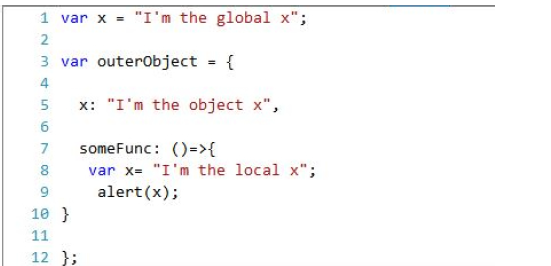 1 var x = "I'm the global x";
2
3 var outerObject = {
4
5 x: "I'm the object x",
6
7 someFunc: ()=>{
8 var x= "I'm the local x";
9 alert(x);
10 }
11
12 };